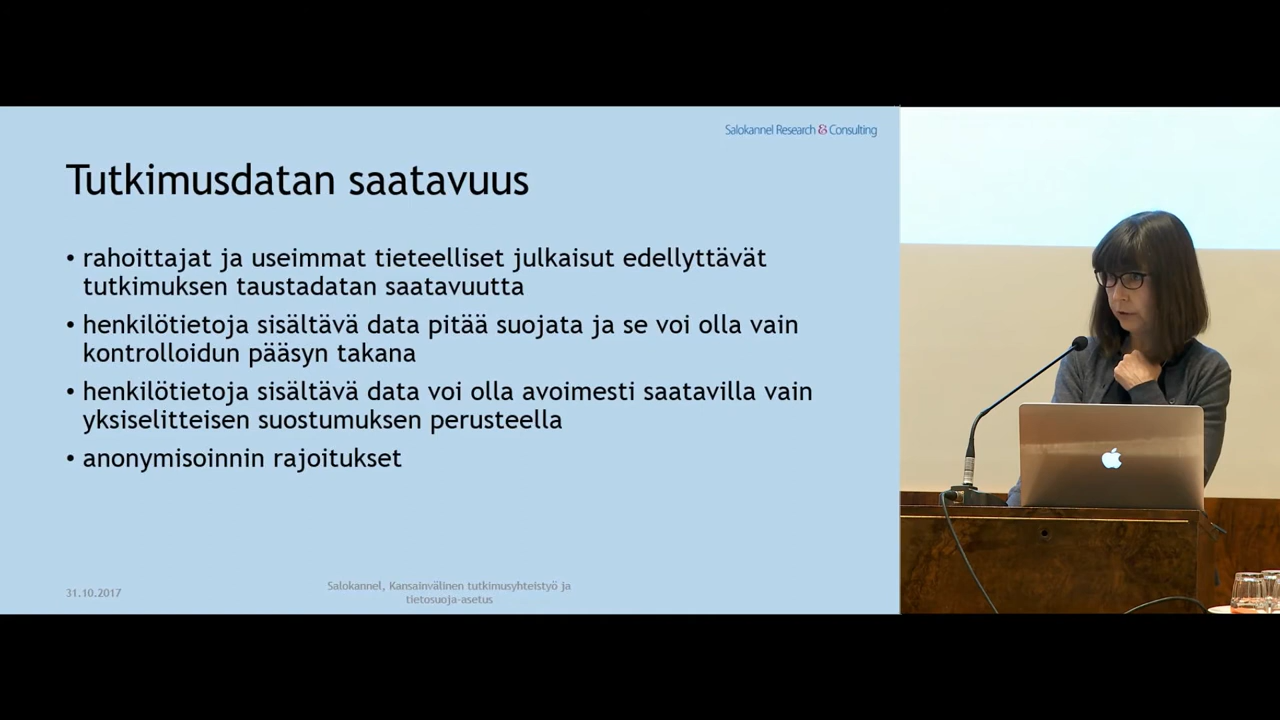 Salokannel Research & Consulting
Tutkimusdatan saatavuus
• rahoittajat ja useimmat tieteelliset julkaisut edellyttävät
tutkimuksen taustadatan saatavuutta
• henkilötietoja sisältävä data pitää suojata ja se voi olla vain
kontrolloidun pääsyn takana
• henkilötietoja sisältävä data voi olla avoimesti saatavilla vain
yksiselitteisen suostumuksen perusteella
• anonymisoinnin rajoitukset
31.10.2017
Salokannel, Kansainvälinen tutkimusyhteistyö ja
tietosuoja-asetus